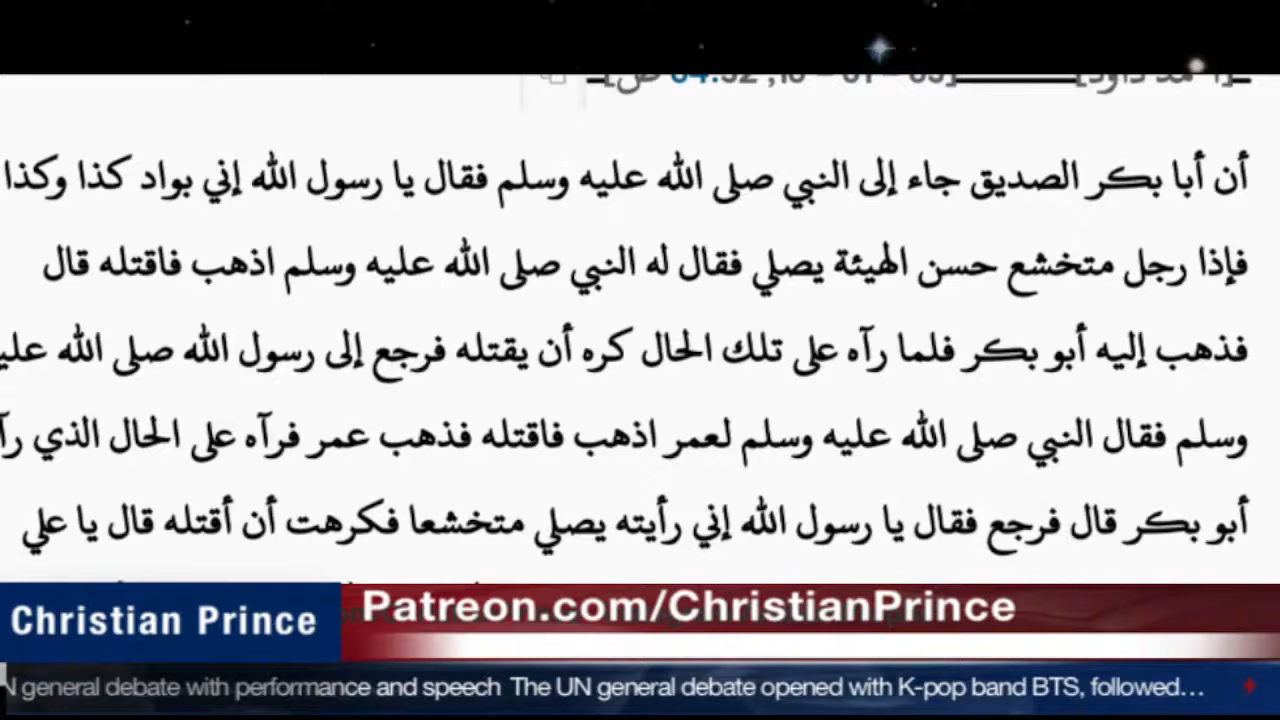 أن أبا بكر الصديق جاء إلى النبي صلى الله عليه وسلم فقال يا رسول الله إني بواد كذا وكذا
فإذا رجل متخشع حسن الهيئة يصلي فقال له النبي صلى الله عليه وسلم اذهب فاقتله قال
فذهب إليه أبو بكر فلما رآه على تلك الحال كره أن يقتله فرجع إلى رسول الله صلى الله
وسلم فقال النبي صلى الله عليه وسلم لعمر اذهب فاقتله فذهب عمر فرآه على الحال الذي
أبو بكر قال فرجع فقال يا رسول الله إني رأيته يصلي متخشعا فكرهت أن أقتله قال يا علي
Christian Prince
Patreon.com/ChristianPrince
general debate with performance and speech The UN general debate opened with K-pop band BTS, followed...